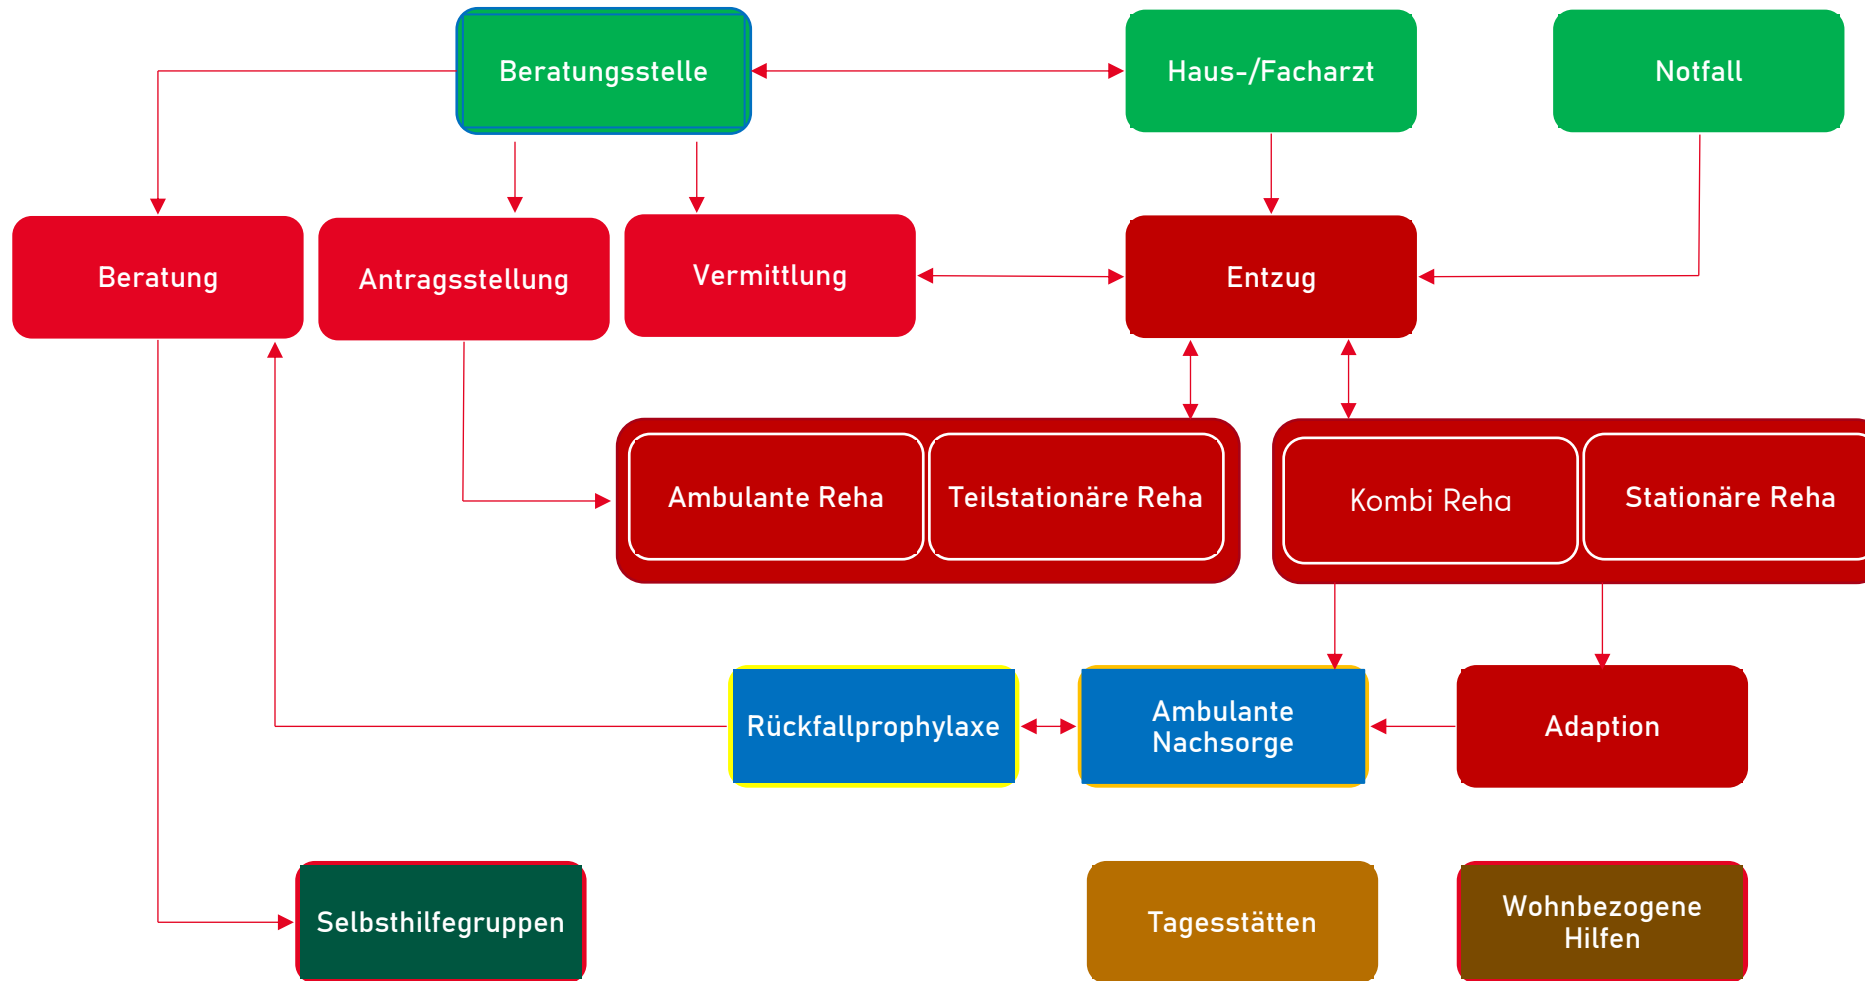 Beratungsstelle
Haus-/Facharzt
Notfall
Beratung
Antragsstellung
Vermittlung
Entzug
Ambulante Reha
Teilstationäre Reha
Kombi Reha
Stationäre Reha
Rückfallprophylaxe
Ambulante
Nachsorge
Adaption
Selbsthilfegruppen
Tagesstätten
Wohnbezogene
Hilfen